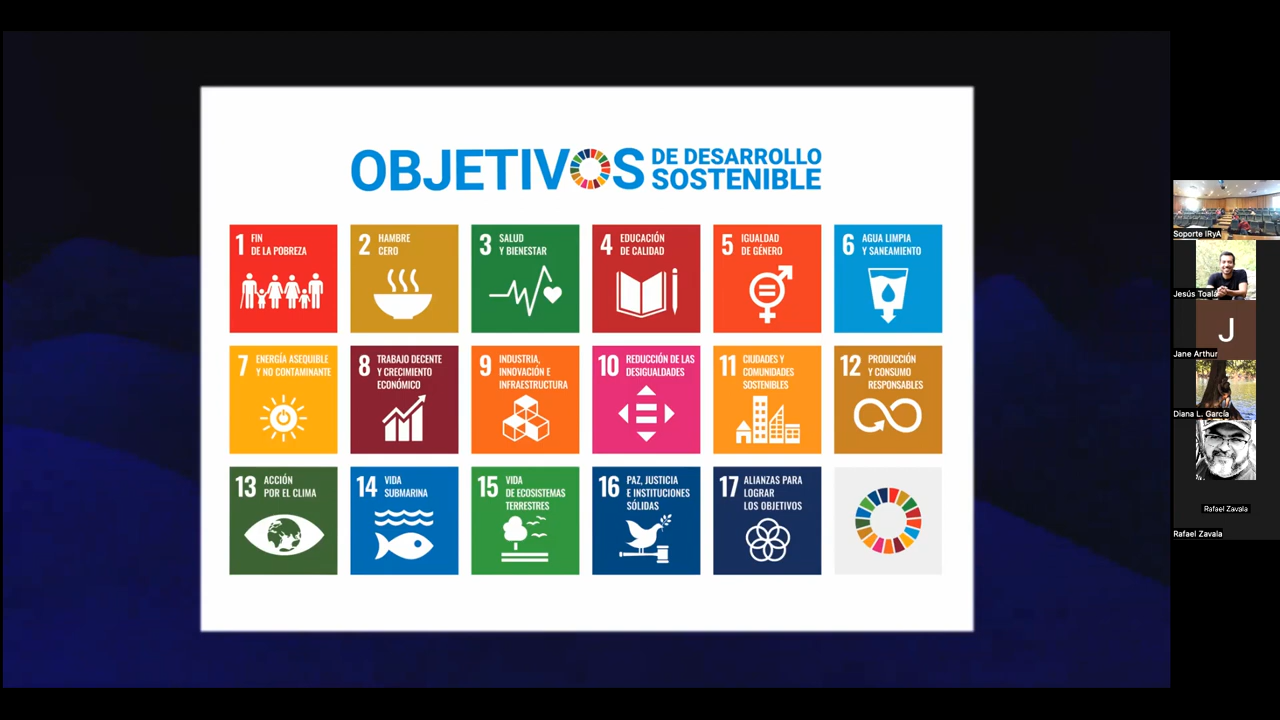 OBJETIVOS DE DESARROLLO
SOSTENIBLE
1 FIN
DE LA POBREZA
2 HAMBRE
CERO
3 SALUD
Y BIENESTAR
4 EDUCACIÓN
DE CALIDAD
5 IGUALDAD
DE GÉNERO
6 AGUA LIMPIA
Y SANEAMIENTO
7 ENERGÍA ASEQUIBLE
Y NO CONTAMINANTE
8 TRABAJO DECENTE
Y CRECIMIENTO
ECONÓMICO
9 INDUSTRIA,
INNOVACIÓN E
INFRAESTRUCTURA
10 REDUCCIÓN DE LAS
DESIGUALDADES
11 CIUDADES Y
COMUNIDADES
SOSTENIBLES
12 PRODUCCIÓN
Y CONSUMO
RESPONSABLES
13 ACCIÓN
POR EL CLIMA
14 VIDA
SUBMARINA
15 VIDA
DE ECOSISTEMAS
TERRESTRES
16 PAZ, JUSTICIA
E INSTITUCIONES
SÓLIDAS
17 ALIANZAS PARA
LOGRAR
LOS OBJETIVOS
Soporte IRyA
Jesús Toalá
J
Jane Arthur
Diana L. García
Rafael Zavala
Rafael Zavala